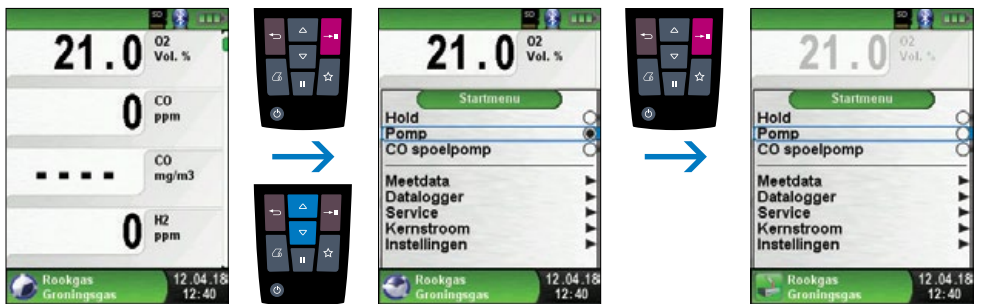 SD
21.0 O2
Vol. %
0 CO
ppm
---- CO
mg/m3
0 H2
ppm
Rookgas
Groningsgas
12.04.18
12:40
SD
21.0 O2
Vol. %
Startmenu
Hold
Pomp
CO spoelpomp
Meetdata
Datalogger
Service
Kernstroom
Instellingen
Rookgas
Groningsgas
12.04.18
12:40
SD
21.0 O2
Vol. %
Startmenu
Hold
Pomp
CO spoelpomp
Meetdata
Datalogger
Service
Kernstroom
Instellingen
Rookgas
Groningsgas
12.04.18
12:40